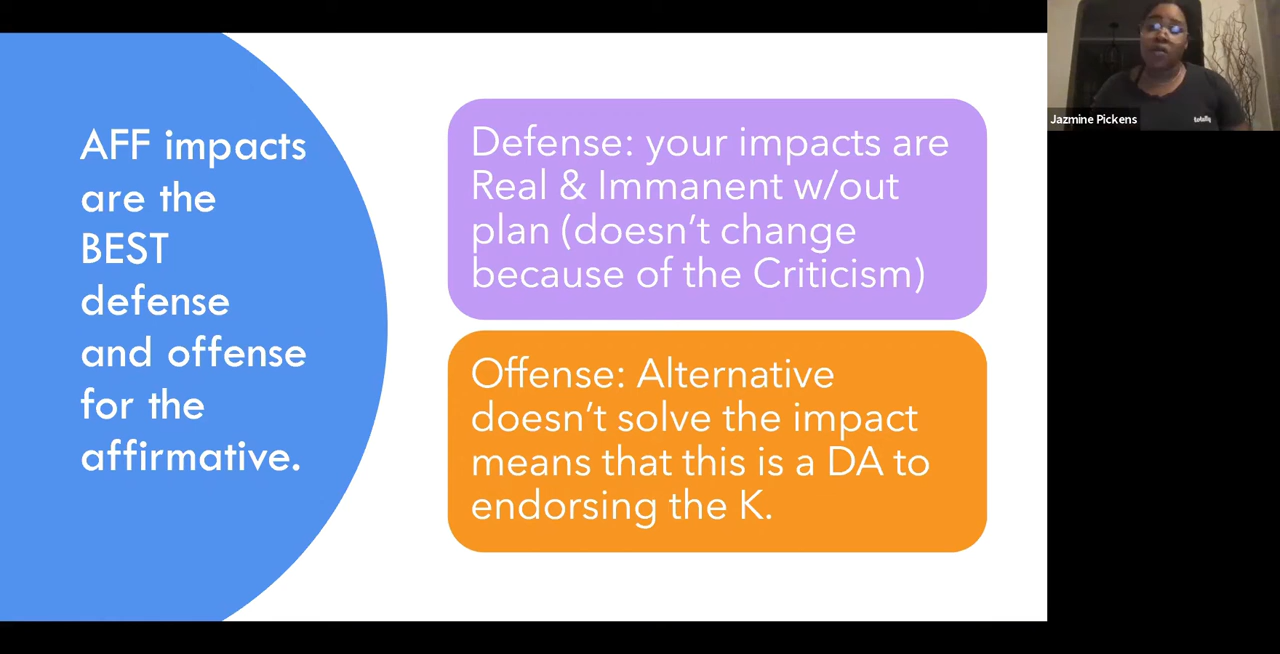 AFF impacts
are the
BEST
defense
and offense
for the
affirmative.
Defense: your impacts are
Real & Immanent w/out
plan (doesn’t change
because of the Criticism)
Offense: Alternative
doesn’t solve the impact
means that this is a DA to
endorsing the K.
Jazmine Pickens
totally